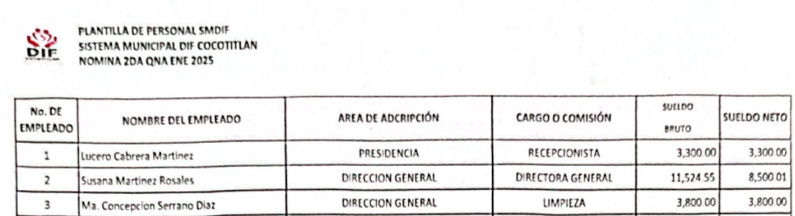 PLANTILLA DE PERSONAL SMDIF
SISTEMA MUNICIPAL DIF COCOTITLAN
NOMINA 2DA QNA ENE 2025
DIF
No. DE EMPLEADO NOMBRE DEL EMPLEADO AREA DE ADCRIPCIÓN CARGO O COMISIÓN SUELDO BRUTO SUELDO NETO
1 Lucero Cabrera Martinez PRESIDENCIA RECEPCIONISTA 3,300.00 3,300.00
2 Susana Martinez Rosales DIRECCION GENERAL DIRECTORA GENERAL 11,524.55 8,500.01
3 Ma. Concepcion Serrano Diaz DIRECCION GENERAL LIMPIEZA 3,800.00 3,800.00